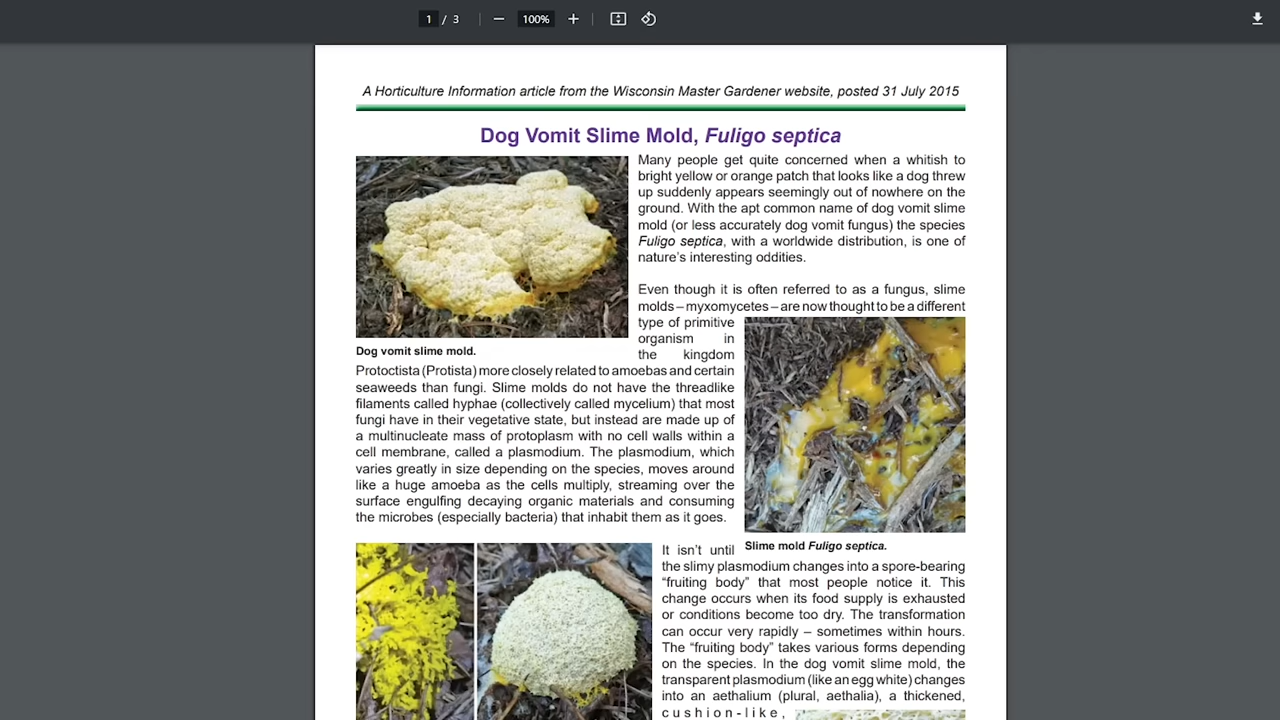 1 / 3
100%
A Horticulture Information article from the Wisconsin Master Gardener website, posted 31 July 2015
Dog Vomit Slime Mold, Fuligo septica
Many people get quite concerned when a whitish to
bright yellow or orange patch that looks like a dog threw
up suddenly appears seemingly out of nowhere on the
ground. With the apt common name of dog vomit slime
mold (or less accurately dog vomit fungus) the species
Fuligo septica, with a worldwide distribution, is one of
nature's interesting oddities.
Even though it is often referred to as a fungus, slime
molds – myxomycetes – are now thought to be a different
type of primitive
organism in
the kingdom
Dog vomit slime mold.
Protoctista (Protista) more closely related to amoebas and certain
seaweeds than fungi. Slime molds do not have the threadlike
filaments called hyphae (collectively called mycelium) that most
fungi have in their vegetative state, but instead are made up of
a multinucleate mass of protoplasm with no cell walls within a
cell membrane, called a plasmodium. The plasmodium, which
varies greatly in size depending on the species, moves around
like a huge amoeba as the cells multiply, streaming over the
surface engulfing decaying organic materials and consuming
the microbes (especially bacteria) that inhabit them as it goes.
Slime mold Fuligo septica.
It isn't until
the slimy plasmodium changes into a spore-bearing
"fruiting body" that most people notice it. This
change occurs when its food supply is exhausted
or conditions become too dry. The transformation
can occur very rapidly – sometimes within hours.
The "fruiting body" takes various forms depending
on the species. In the dog vomit slime mold, the
transparent plasmodium (like an egg white) changes
into an aethalium (plural, aethalia), a thickened,
cushion-like,